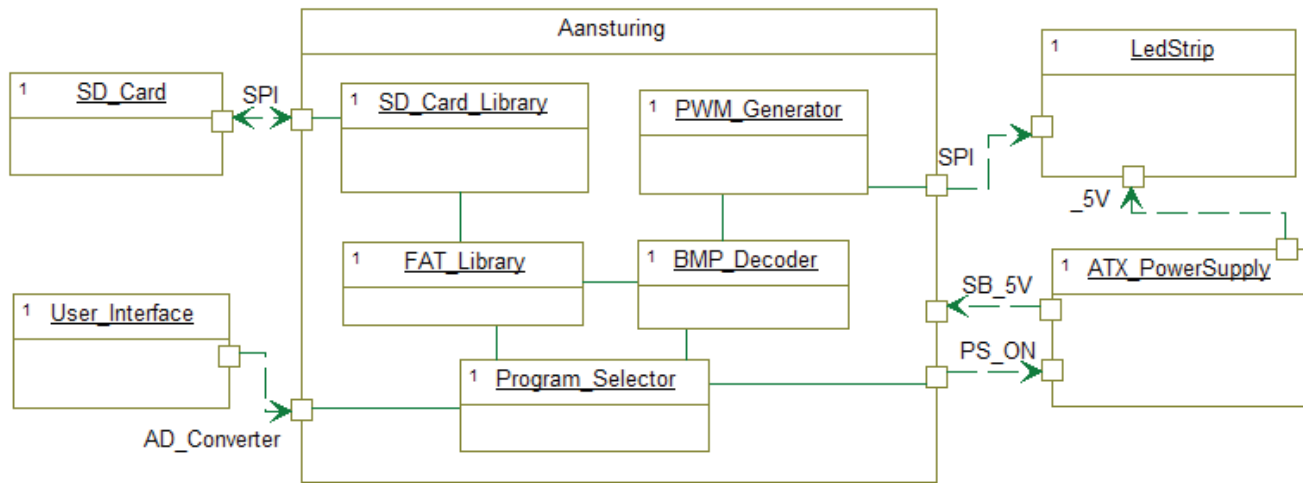 Aansturing
1 LedStrip
1 SD_Card
SPI
1 SD_Card_Library
1 PWM_Generator
SPI
_5V
1 FAT_Library
1 BMP_Decoder
1 ATX_PowerSupply
SB_5V
1 User_Interface
PS_ON
1 Program_Selector
AD_Converter